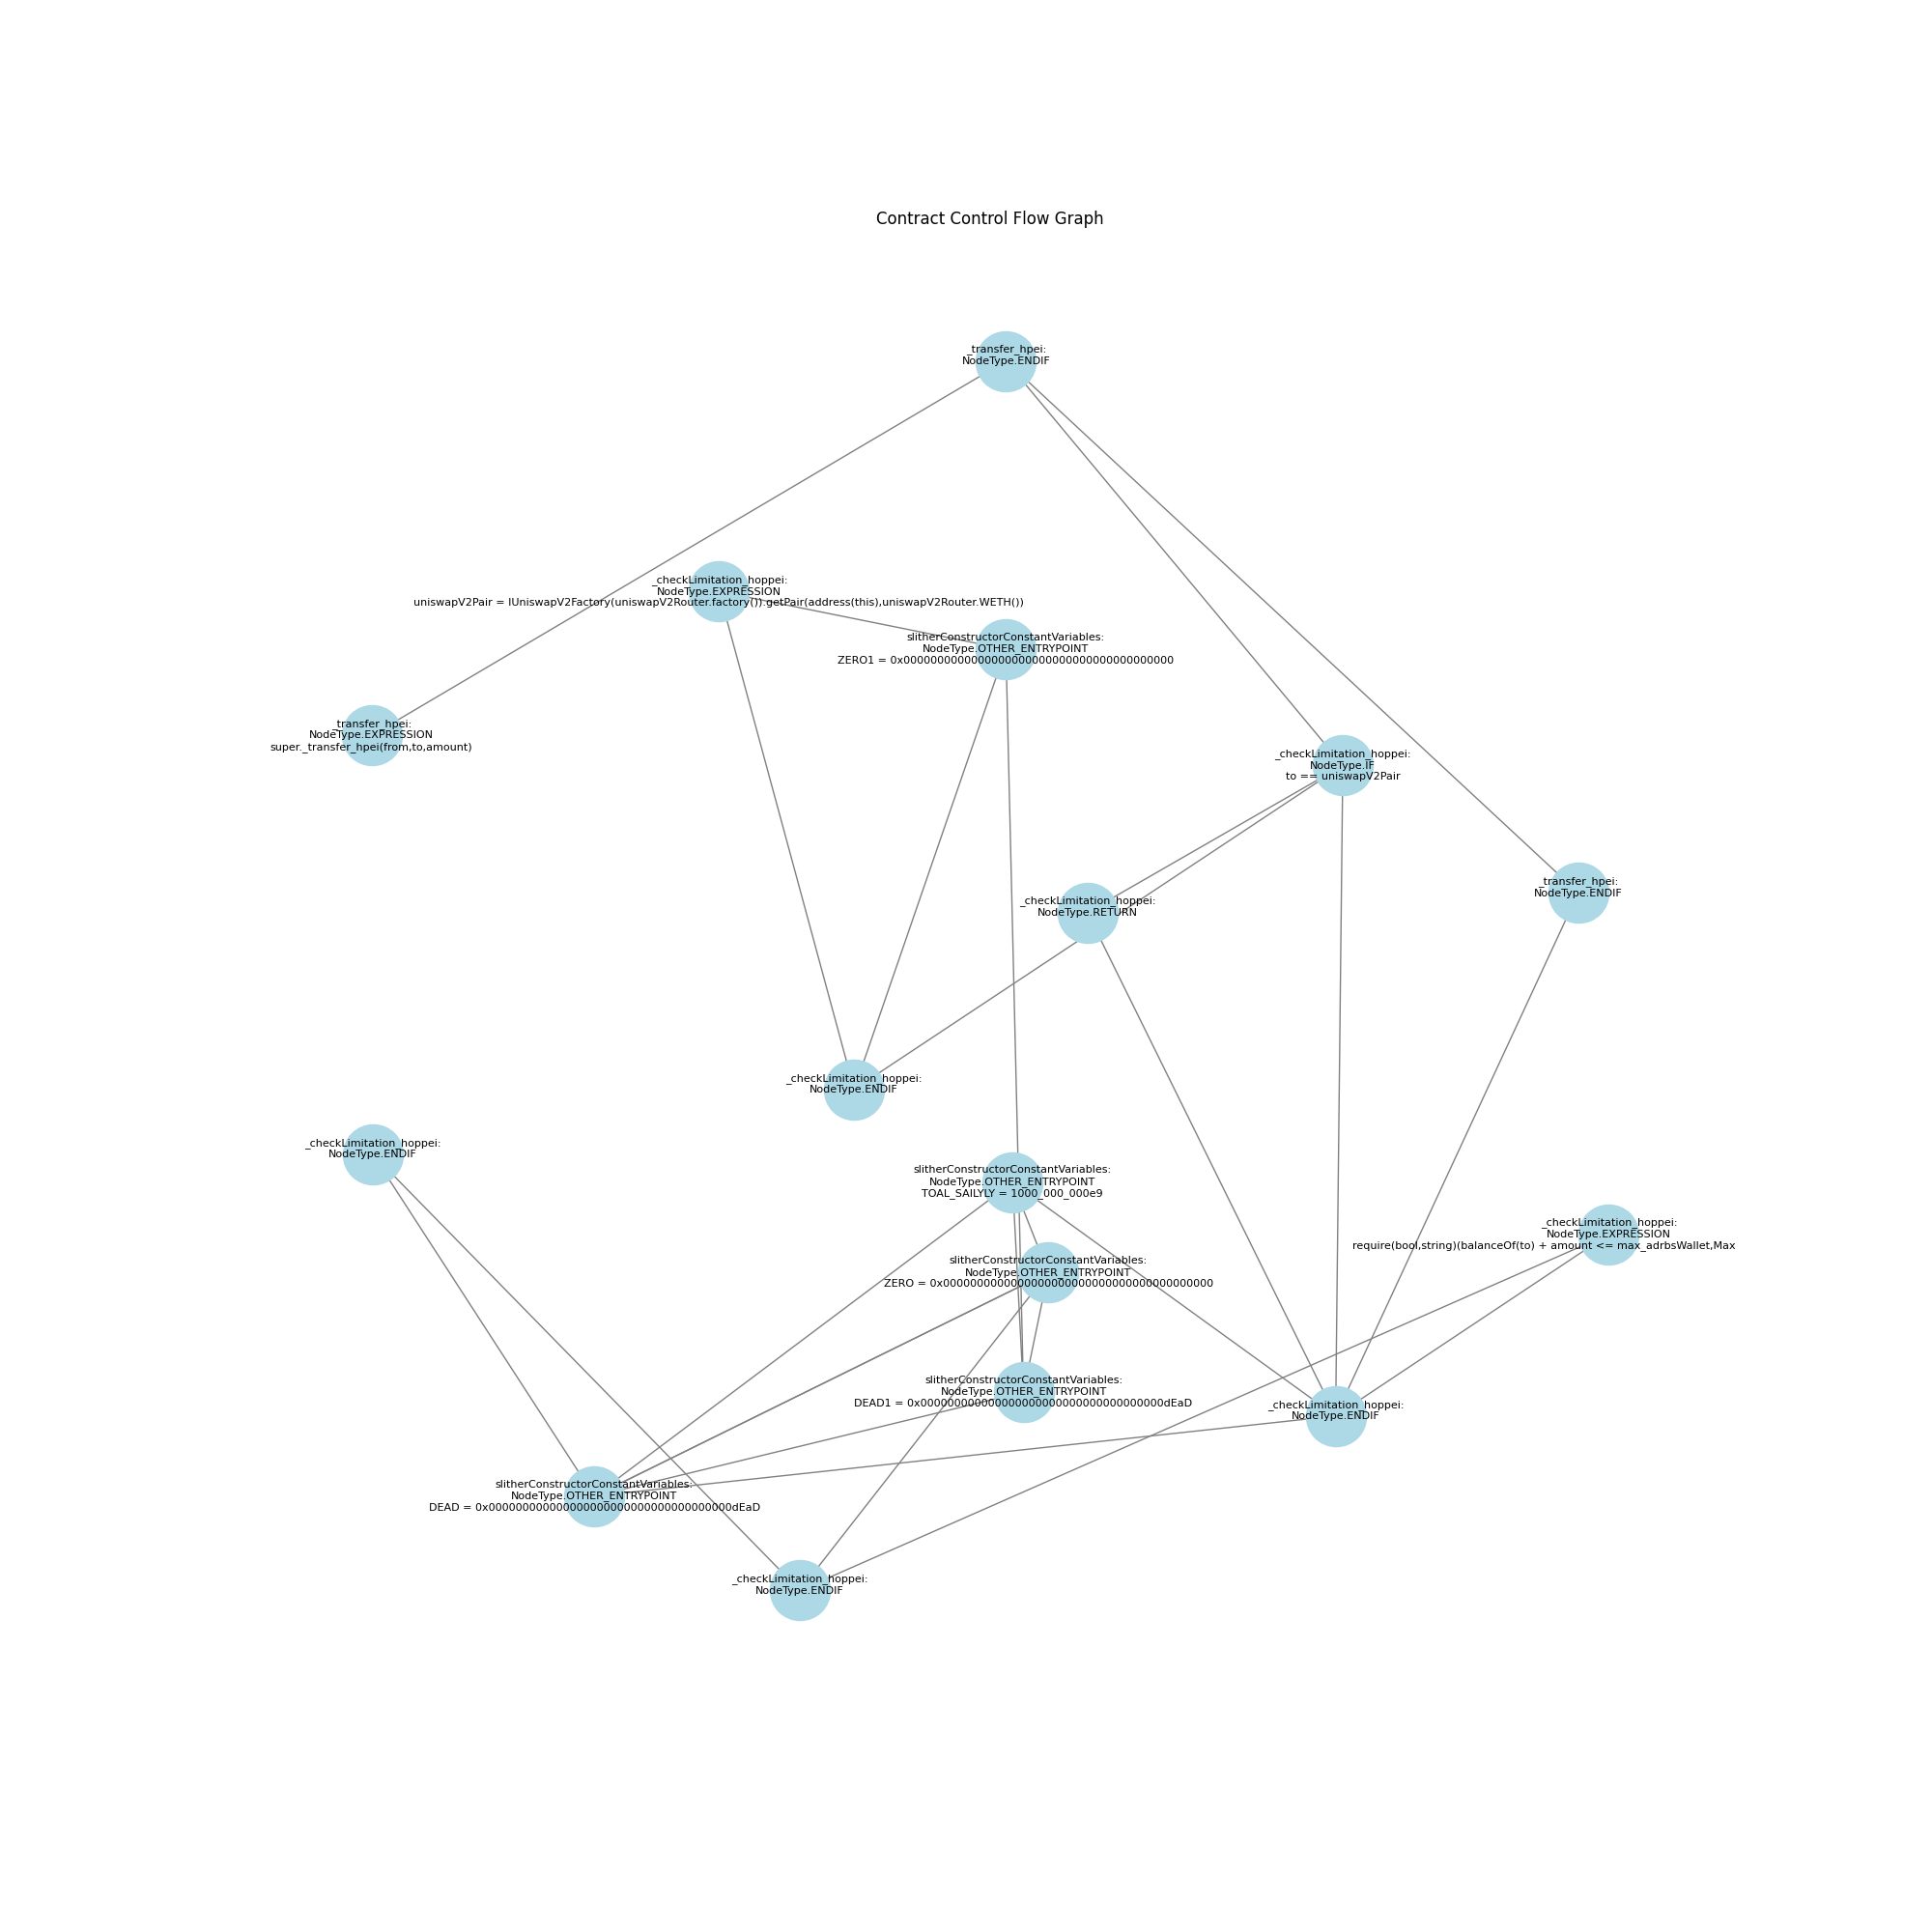 Contract Control Flow Graph
_transfer_hpei:
NodeType.ENDIF
_checkLimitation_hoppei:
NodeType.EXPRESSION
uniswapV2Pair = IUniswapV2Factory(uniswapV2Router.factory()).getPair(address(this),uniswapV2Router.WETH())
slitherConstructorConstantVariables:
NodeType.OTHER_ENTRYPOINT
ZERO1 = 0x0000000000000000000000000000000000000000
_transfer_hpei:
NodeType.EXPRESSION
super._transfer_hpei(from,to,amount)
_checkLimitation_hoppei:
NodeType.IF
to == uniswapV2Pair
_transfer_hpei:
NodeType.ENDIF
_checkLimitation_hoppei:
NodeType.RETURN
_checkLimitation_hoppei:
NodeType.ENDIF
_checkLimitation_hoppei:
NodeType.ENDIF
slitherConstructorConstantVariables:
NodeType.OTHER_ENTRYPOINT
TOAL_SAILYLY = 1000_000_000e9
_checkLimitation_hoppei:
NodeType.EXPRESSION
require(bool,string)(balanceOf(to) + amount <= max_adrbsWallet,Max
slitherConstructorConstantVariables:
NodeType.OTHER_ENTRYPOINT
ZERO = 0x0000000000000000000000000000000000000000
slitherConstructorConstantVariables:
NodeType.OTHER_ENTRYPOINT
DEAD1 = 0x000000000000000000000000000000000000dEaD
_checkLimitation_hoppei:
NodeType.ENDIF
slitherConstructorConstantVariables:
NodeType.OTHER_ENTRYPOINT
DEAD = 0x000000000000000000000000000000000000dEaD
_checkLimitation_hoppei:
NodeType.ENDIF